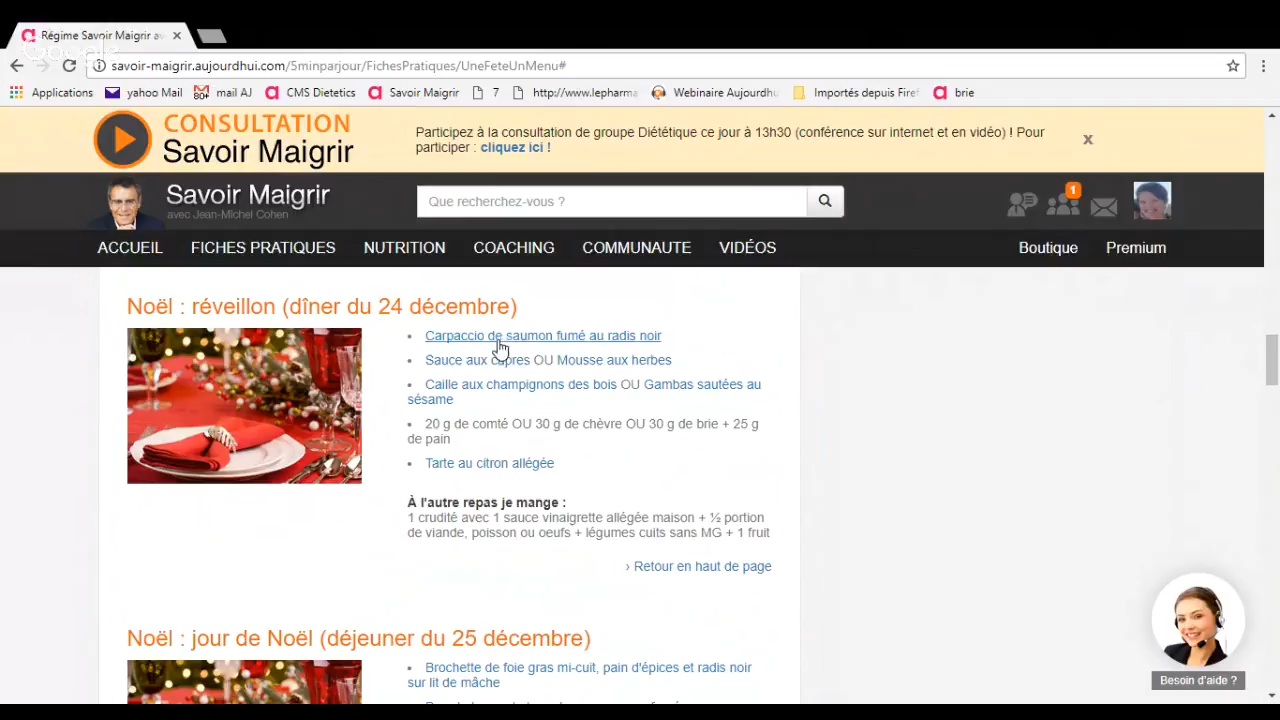 Régime Savoir Maigrir av
Google
savoir-maigrir.aujourdhui.com/5minparjour/FichesPratiques/UneFeteUnMenu#
Applications yahoo Mail mail AJ CMS Dietetics Savoir Maigrir 7 http://www.lepharma Webinaire Aujourdhu Importés depuis Firef brie
CONSULTATION
Savoir Maigrir
Participez à la consultation de groupe Diététique ce jour à 13h30 (conférence sur internet et en vidéo) ! Pour
participer : cliquez ici !
x
Savoir Maigrir
avec Jean-Michel Cohen
Que recherchez-vous ?
1
ACCUEIL FICHES PRATIQUES NUTRITION COACHING COMMUNAUTE VIDÉOS Boutique Premium
Noël : réveillon (dîner du 24 décembre)
Carpaccio de saumon fumé au radis noir
Sauce aux câpres OU Mousse aux herbes
Caille aux champignons des bois OU Gambas sautées au
sésame
20 g de comté OU 30 g de chèvre OU 30 g de brie + 25 g
de pain
Tarte au citron allégée
À l'autre repas je mange :
1 crudité avec 1 sauce vinaigrette allégée maison + ½ portion
de viande, poisson ou oeufs + légumes cuits sans MG + 1 fruit
› Retour en haut de page
Noël : jour de Noël (déjeuner du 25 décembre)
Brochette de foie gras mi-cuit, pain d'épices et radis noir
sur lit de mâche
Besoin d'aide ?